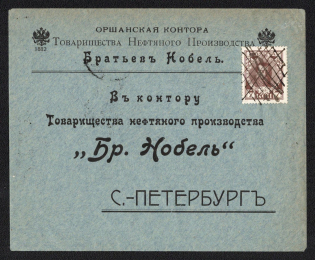 ОРШАНСКАЯ КОНТОРА
Товарищества Нефтяного Производства
Братьевъ Нобель.
Въ контору
Товарищества нефтяного производства
„Бр. Нобель“
С.-ПЕТЕРБУРГЪ